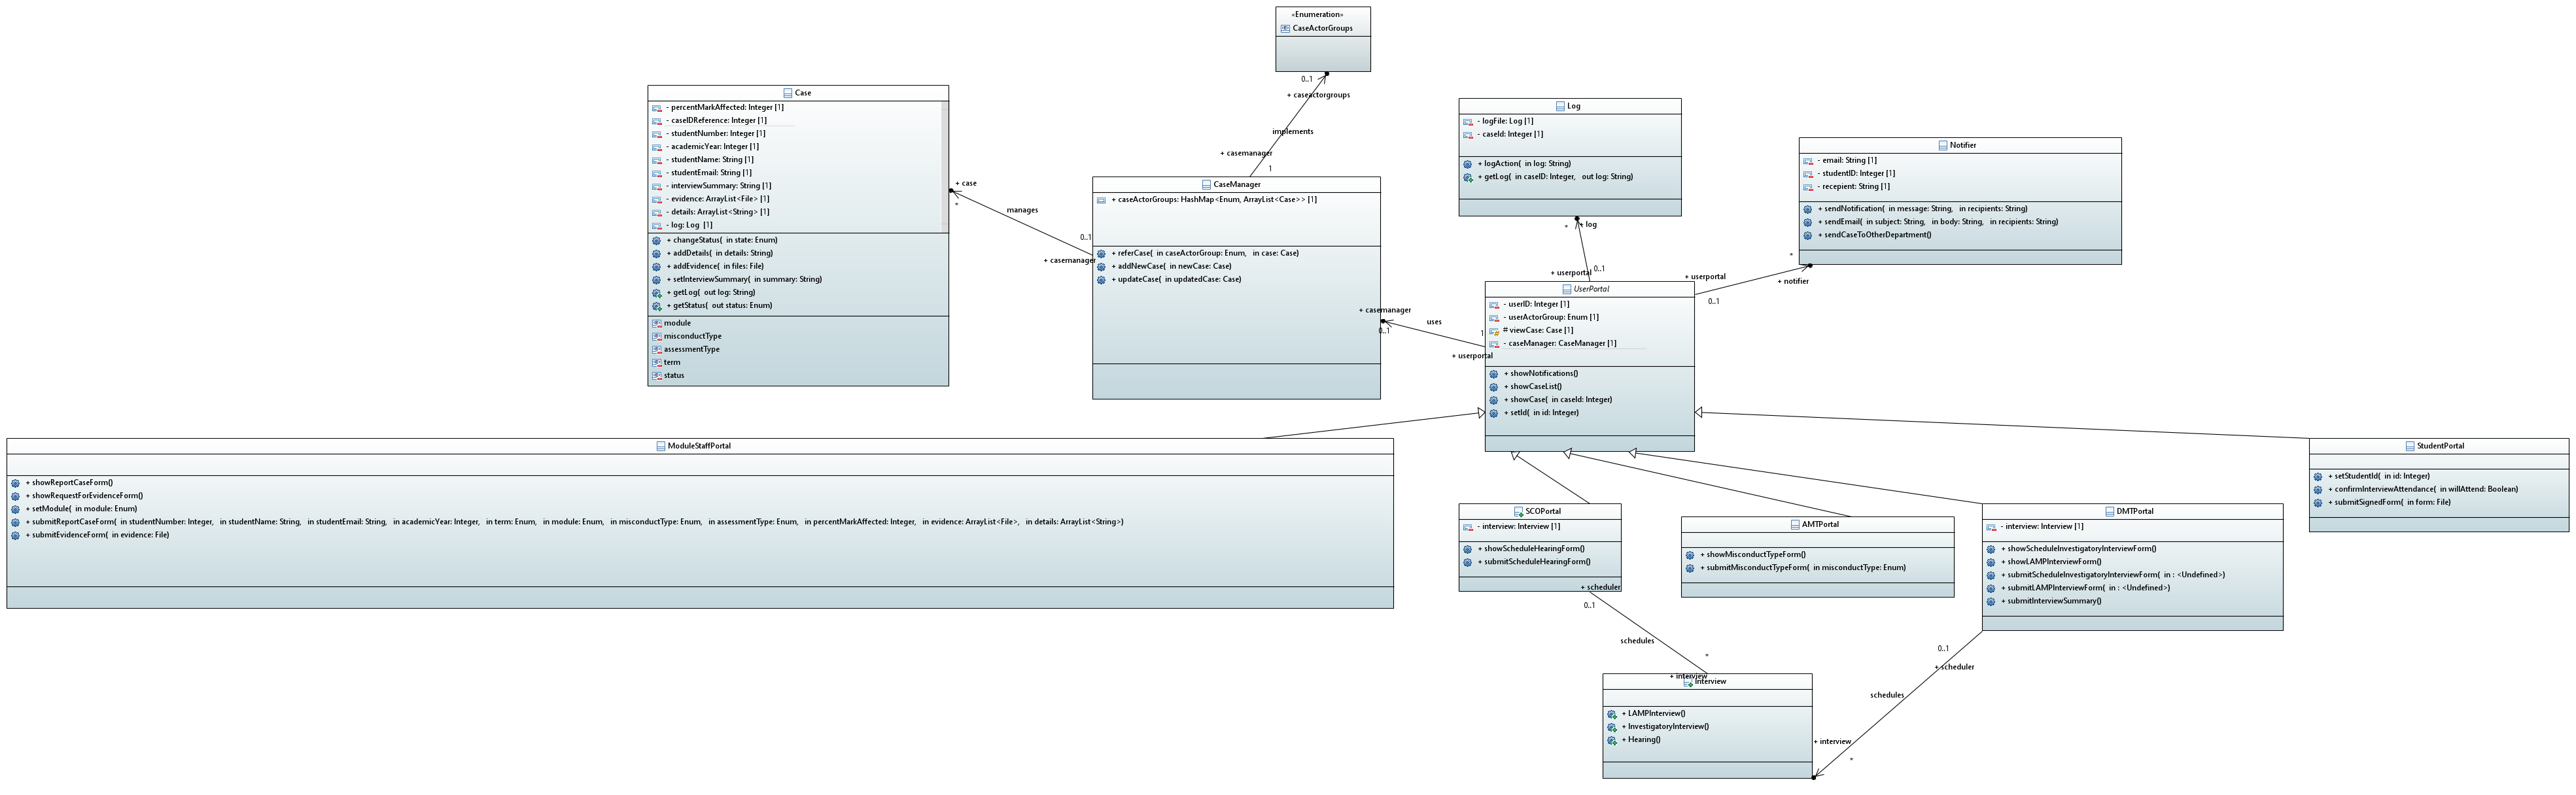 «Enumeration»
CaseActorGroups
0..1
+ caseactorgroups
implements
+ casemanager
1
Case
- percentMarkAffected: Integer [1]
- caseIDReference: Integer [1]
- studentNumber: Integer [1]
- academicYear: Integer [1]
- studentName: String [1]
- studentEmail: String [1]
- interviewSummary: String [1]
- evidence: ArrayList<File> [1]
- details: ArrayList<String> [1]
- log: Log [1]
+ changeStatus( in state: Enum)
+ addDetails( in details: String)
+ addEvidence( in files: File)
+ setInterviewSummary( in summary: String)
+ getLog( out log: String)
+ getStatus( out status: Enum)
module
misconductType
assessmentType
term
status
+ case
*
manages
0..1
+ casemanager
CaseManager
+ caseActorGroups: HashMap<Enum, ArrayList<Case>> [1]
+ referCase( in caseActorGroup: Enum, in case: Case)
+ addNewCase( in newCase: Case)
+ updateCase( in updatedCase: Case)
Log
- logFile: Log [1]
- caseId: Integer [1]
+ logAction( in log: String)
+ getLog( in caseID: Integer, out log: String)
* + log
+ userportal 0..1
Notifier
- email: String [1]
- studentID: Integer [1]
- recepient: String [1]
+ sendNotification( in message: String, in recipients: String)
+ sendEmail( in subject: String, in body: String, in recipients: String)
+ sendCaseToOtherDepartment()
*
+ notifier
+ userportal
0..1
+ casemanager
0..1
uses
1
+ userportal
UserPortal
- userID: Integer [1]
- userActorGroup: Enum [1]
# viewCase: Case [1]
- caseManager: CaseManager [1]
+ showNotifications()
+ showCaseList()
+ showCase( in caseId: Integer)
+ setId( in id: Integer)
ModuleStaffPortal
+ showReportCaseForm()
+ showRequestForEvidenceForm()
+ setModule( in module: Enum)
+ submitReportCaseForm( in studentNumber: Integer, in studentName: String, in studentEmail: String, in academicYear: Integer, in term: Enum, in module: Enum, in misconductType: Enum, in assessmentType: Enum, in percentMarkAffected: Integer, in evidence: ArrayList<File>, in details: ArrayList<String>)
+ submitEvidenceForm( in evidence: File)
StudentPortal
+ setStudentId( in id: Integer)
+ confirmInterviewAttendance( in willAttend: Boolean)
+ submitSignedForm( in form: File)
SCOPortal
- interview: Interview [1]
+ showScheduleHearingForm()
+ submitScheduleHearingForm()
AMTPortal
+ showMisconductTypeForm()
+ submitMisconductTypeForm( in misconductType: Enum)
DMTPortal
- interview: Interview [1]
+ showScheduleInvestigatoryInterviewForm()
+ showLAMPInterviewForm()
+ submitScheduleInvestigatoryInterviewForm( in : <Undefined>)
+ submitLAMPInterviewForm( in : <Undefined>)
+ submitInterviewSummary()
+ scheduler
0..1
schedules
*
+ interview
0..1
+ scheduler
schedules
+ interview
*
Interview
+ LAMPInterview()
+ InvestigatoryInterview()
+ Hearing()